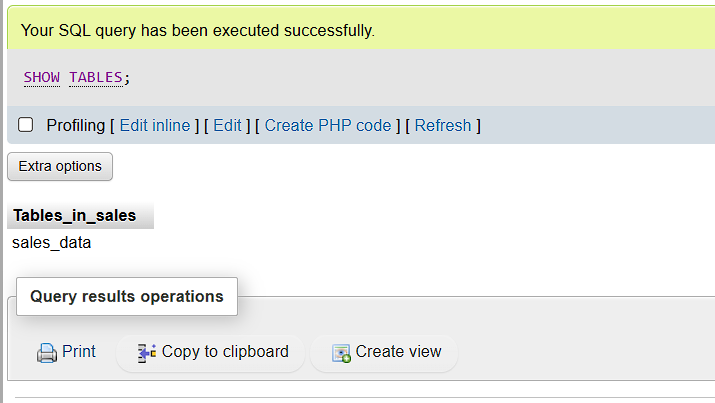 Your SQL query has been executed successfully.
SHOW TABLES;
Profiling [ Edit inline ] [ Edit ] [ Create PHP code ] [ Refresh ]
Extra options
Tables_in_sales
sales_data
Query results operations
Print Copy to clipboard Create view